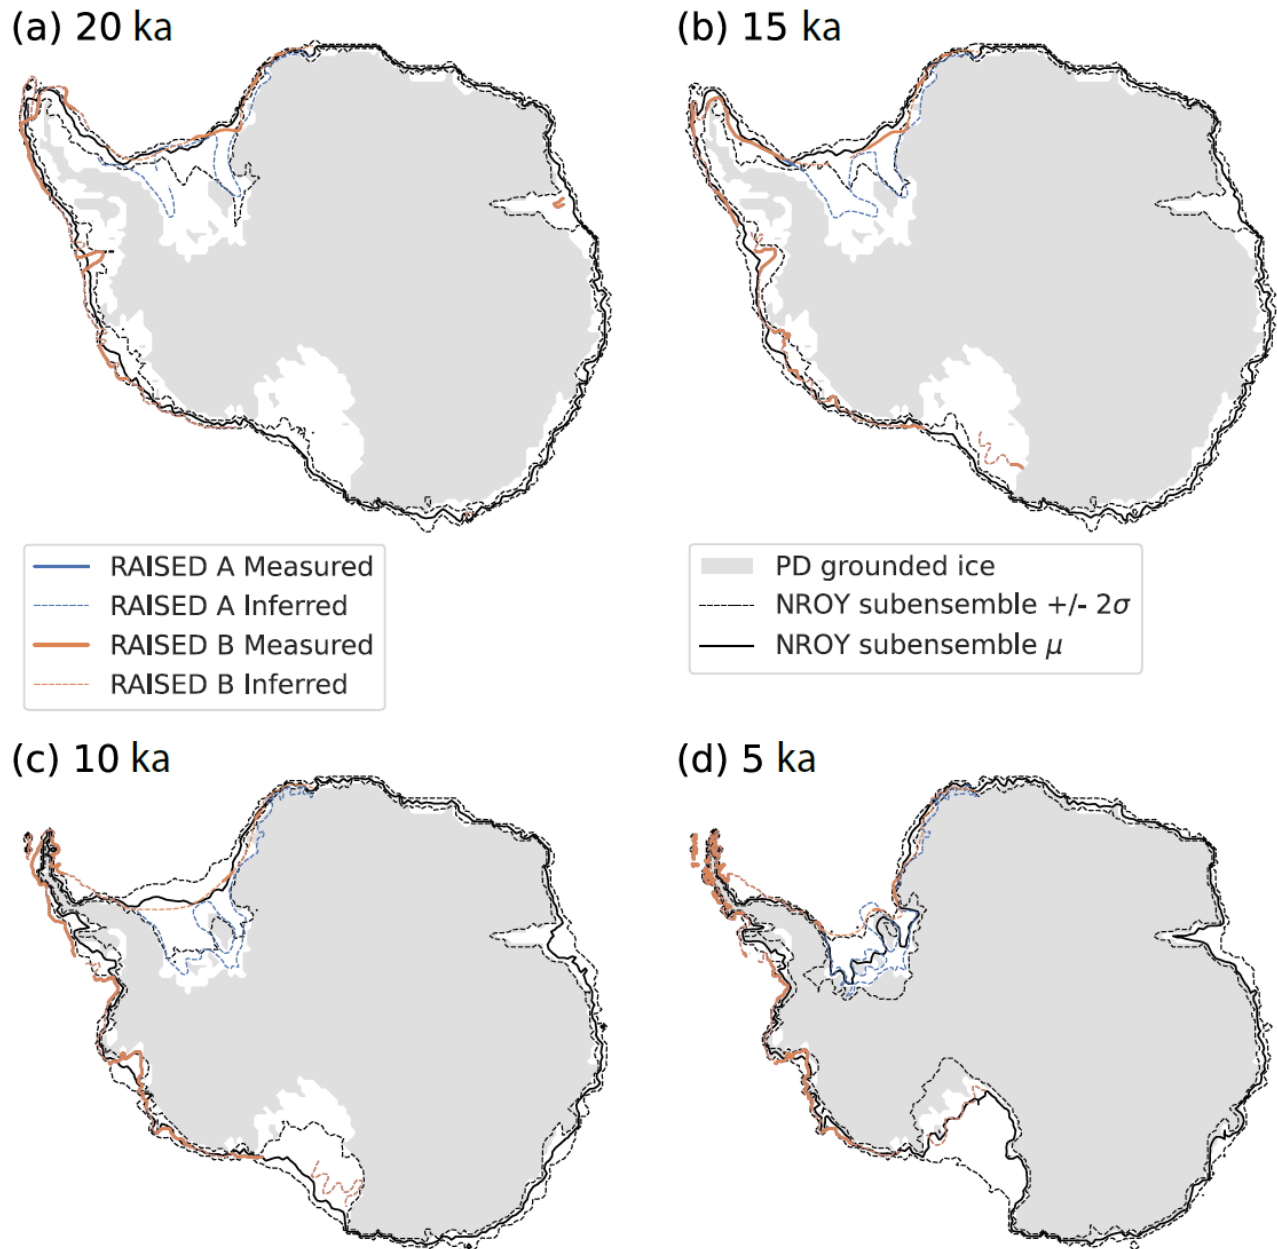 (a) 20 ka
(b) 15 ka
RAISED A Measured
RAISED A Inferred
RAISED B Measured
RAISED B Inferred
PD grounded ice
NROY subensemble +/- 2σ
NROY subensemble μ
(c) 10 ka
(d) 5 ka